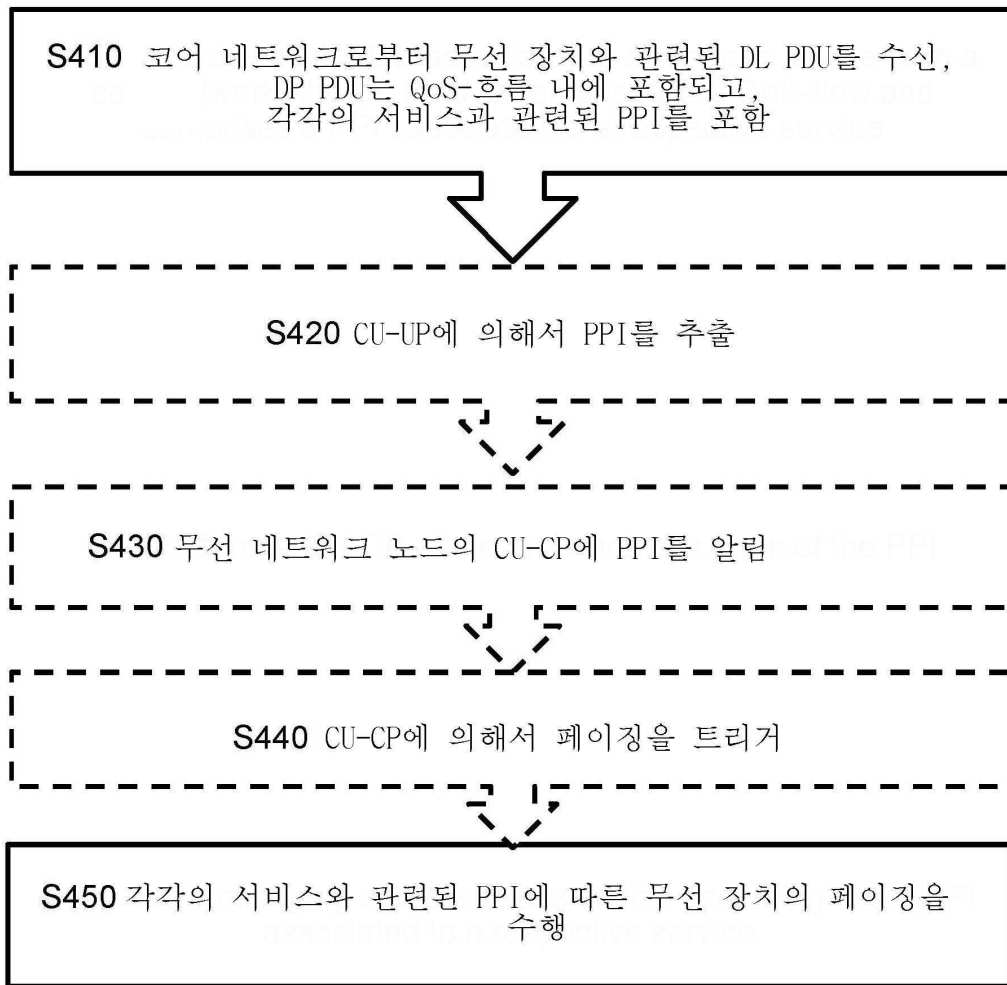 S410 코어 네트워크로부터 무선 장치와 관련된 DL PDU를 수신,
DP PDU는 QoS-흐름 내에 포함되고,
각각의 서비스과 관련된 PPI를 포함
S420 CU-UP에 의해서 PPI를 추출
S430 무선 네트워크 노드의 CU-CP에 PPI를 알림
S440 CU-CP에 의해서 페이징을 트리거
S450 각각의 서비스와 관련된 PPI에 따른 무선 장치의 페이징을
수행